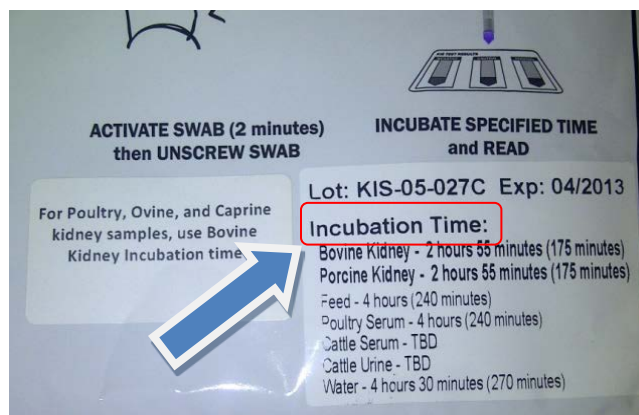 ACTIVATE SWAB (2 minutes)
then UNSCREW SWAB
INCUBATE SPECIFIED TIME
and READ
For Poultry, Ovine, and Caprine
kidney samples, use Bovine
Kidney Incubation time
Lot: KIS-05-027C Exp: 04/2013
Incubation Time:
Bovine Kidney - 2 hours 55 minutes (175 minutes)
Porcine Kidney - 2 hours 55 minutes (175 minutes)
Feed - 4 hours (240 minutes)
Poultry Serum - 4 hours (240 minutes)
Cattle Serum - TBD
Cattle Urine - TBD
Water - 4 hours 30 minutes (270 minutes)